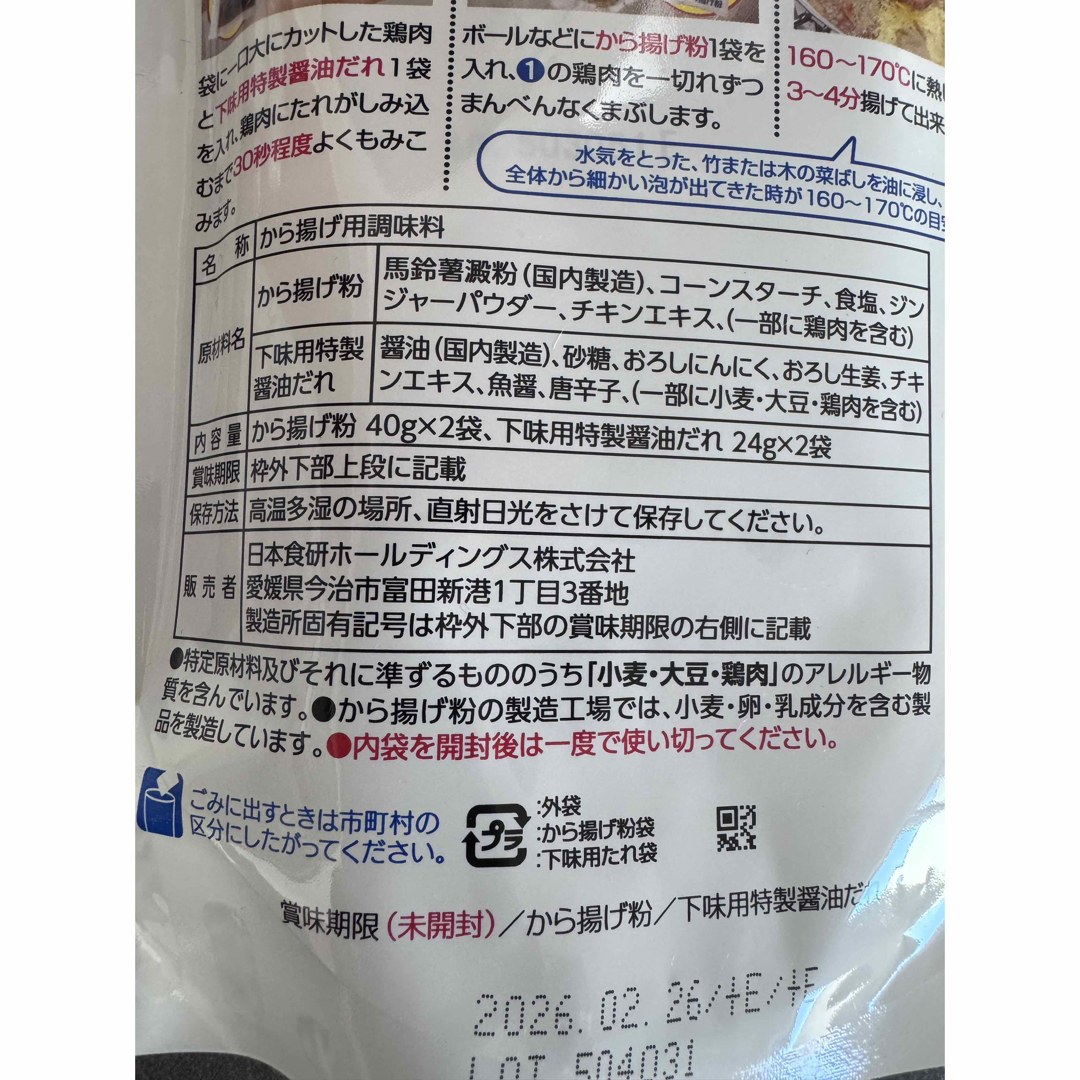 袋に一口大にカットした鶏肉
と下味用特製醤油だれ1袋
を入れ、鶏肉にたれがしみ込
むまで30秒程度よくもみこ
みます。
ボールなどにから揚げ粉1袋を
入れ、①の鶏肉を一切れずつ
まんべんなくまぶします。
160〜170℃に熱
3〜4分揚げて出来
水気をとった、竹または木の菜ばしを油に浸し、
全体から細かい泡が出てきた時が160〜170℃の目安
名称 から揚げ用調味料
原材料名
から揚げ粉
馬鈴薯澱粉(国内製造)、コーンスターチ、食塩、ジン
ジャーパウダー、チキンエキス、(一部に鶏肉を含む)
下味用特製
醤油だれ
醤油(国内製造)、砂糖、おろしにんにく、おろし生姜、チキ
ンエキス、魚醤、唐辛子、(一部に小麦・大豆・鶏肉を含む)
内容量 から揚げ粉 40g×2袋、下味用特製醤油だれ 24g×2袋
賞味期限 枠外下部上段に記載
保存方法 高温多湿の場所、直射日光をさけて保存してください。
販売者
日本食研ホールディングス株式会社
愛媛県今治市富田新港1丁目3番地
製造所固有記号は枠外下部の賞味期限の右側に記載
●特定原材料及びそれに準ずるもののうち「小麦・大豆・鶏肉」のアレルギー物
質を含んでいます。●から揚げ粉の製造工場では、小麦・卵・乳成分を含む製
品を製造しています。●内袋を開封後は一度で使い切ってください。
ごみに出すときは市町村の
区分にしたがってください。
プラ
:外袋
:から揚げ粉袋
:下味用たれ袋
賞味期限(未開封)/から揚げ粉/下味用特製醤油だれ
2026.02.26/+E/+F
LOT 504031